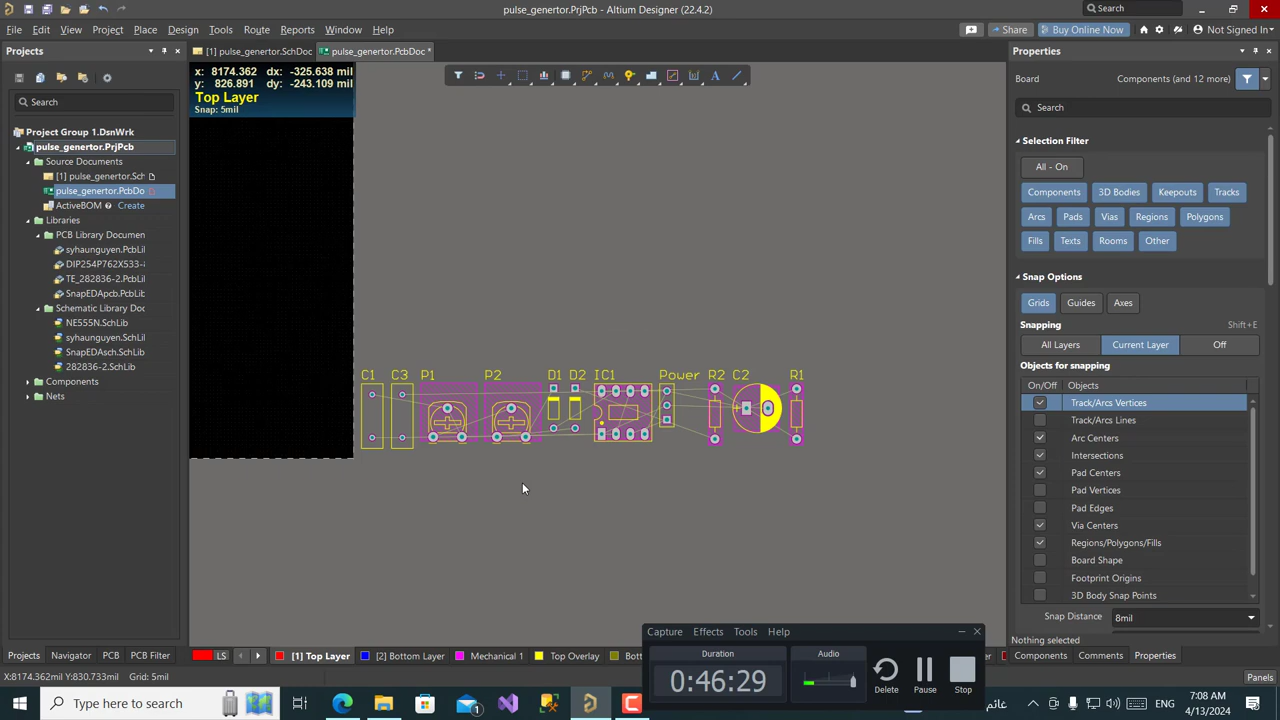 pulse_genertor.PrjPcb - Altium Designer (22.4.2)
Search
File Edit View Project Place Design Tools Route Reports Window Help
Share
Buy Online Now
Not Signed In
Projects
[1] pulse_genertor.SchDoc
pulse_genertor.PcbDoc *
Properties
x: 8174.362 dx: -325.638 mil
y: 826.891 dy: -243.109 mil
Top Layer
Snap: 5mil
Board
Components (and 12 more)
Search
Search
Project Group 1.DsnWrk
pulse_genertor.PrjPcb
Source Documents
[1] pulse_genertor.Sch
pulse_genertor.PcbDo
ActiveBOM Create
Libraries
PCB Library Documen
syhaunguyen.PcbLil
DIP254P762X533-8
TE_282836-2.PcbLil
SnapEDApcb.PcbLil
Schematic Library Doc
NE555N.SchLib
syhaunguyen.SchLil
SnapEDAsch.SchLib
282836-2.SchLib
Components
Nets
Selection Filter
All - On
Components 3D Bodies Keepouts Tracks
Arcs Pads Vias Regions Polygons
Fills Texts Rooms Other
Snap Options
Grids Guides Axes
Snapping
Shift+E
All Layers Current Layer Off
Objects for snapping
On/Off Objects
Track/Arcs Vertices
Track/Arcs Lines
Arc Centers
Intersections
Pad Centers
Pad Vertices
Pad Edges
Via Centers
Regions/Polygons/Fills
Board Shape
Footprint Origins
3D Body Snap Points
Snap Distance 8mil
C1 C3 P1 P2 D1 D2 IC1 Power R2 C2 R1
Capture Effects Tools Help
Duration
0:46:29
Audio
Delete Pause Stop
Nothing selected
Projects Navigator PCB PCB Filter
LS [1] Top Layer [2] Bottom Layer Mechanical 1 Top Overlay Bott
Components Comments Properties
X:8174.362mil Y:830.733mil Grid: 5mil
Panels
Type here to search
1
غائم
ENG
7:08 AM
4/13/2024